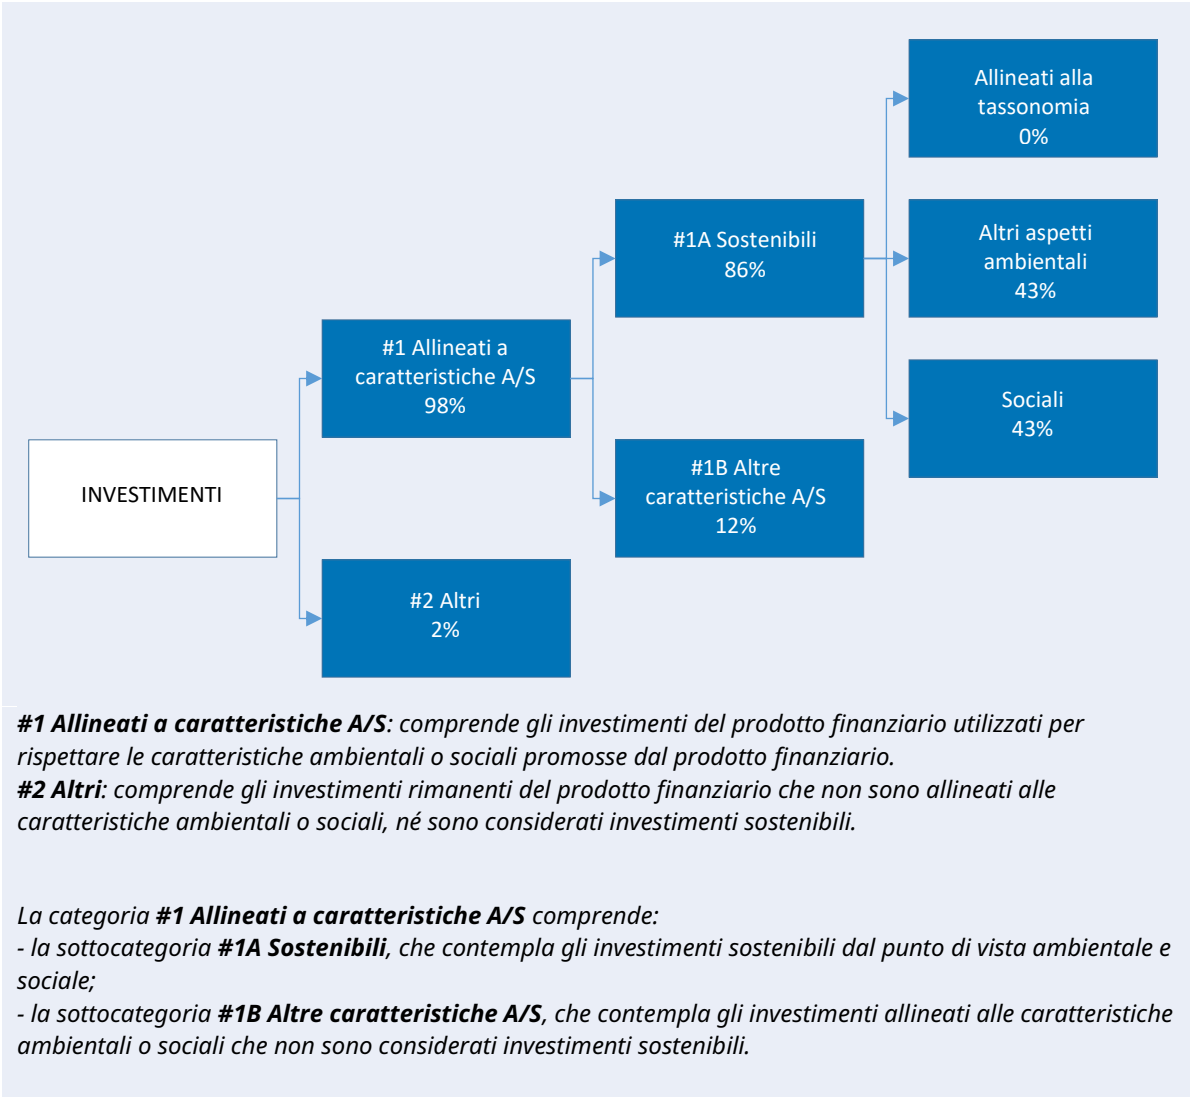 Allineati alla
tassonomia
0%
#1A Sostenibili
86%
Altri aspetti
ambientali
43%
#1 Allineati a
caratteristiche A/S
98%
Sociali
43%
INVESTIMENTI
#1B Altre
caratteristiche A/S
12%
#2 Altri
2%
#1 Allineati a caratteristiche A/S: comprende gli investimenti del prodotto finanziario utilizzati per
rispettare le caratteristiche ambientali o sociali promosse dal prodotto finanziario.
#2 Altri: comprende gli investimenti rimanenti del prodotto finanziario che non sono allineati alle
caratteristiche ambientali o sociali, né sono considerati investimenti sostenibili.
La categoria #1 Allineati a caratteristiche A/S comprende:
- la sottocategoria #1A Sostenibili, che contempla gli investimenti sostenibili dal punto di vista ambientale e
sociale;
- la sottocategoria #1B Altre caratteristiche A/S, che contempla gli investimenti allineati alle caratteristiche
ambientali o sociali che non sono considerati investimenti sostenibili.